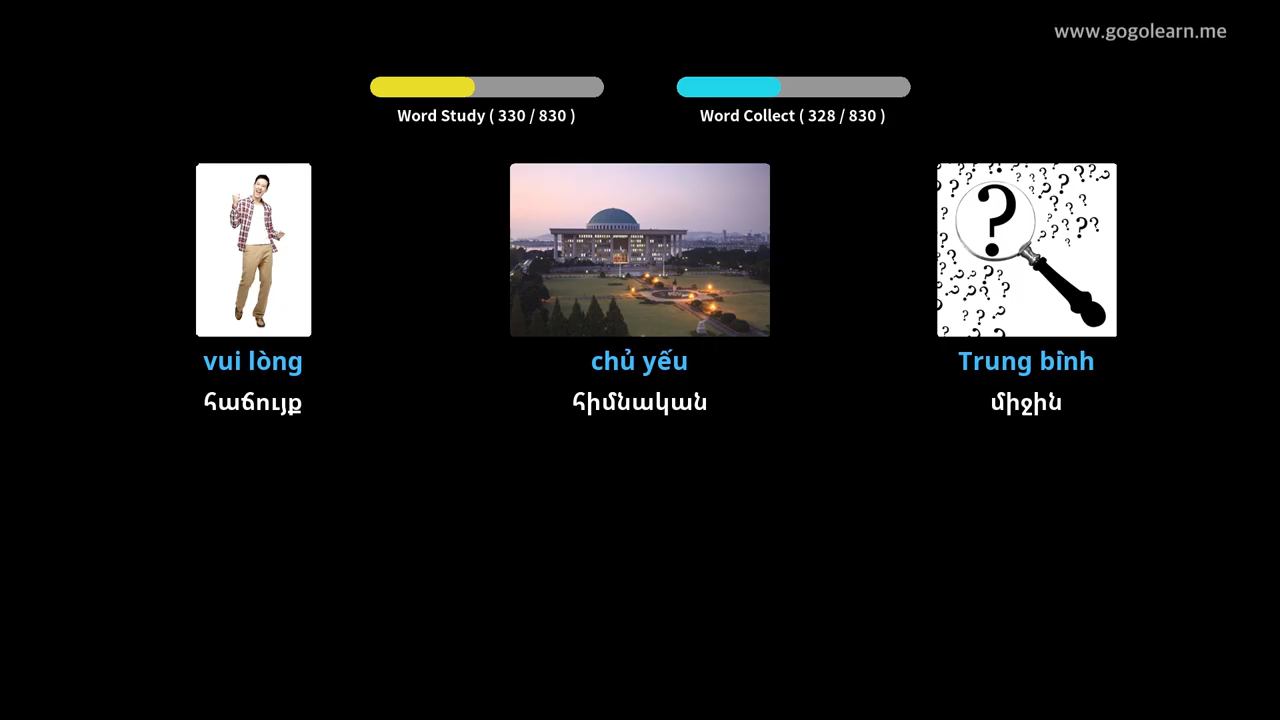 www.gogolearn.me
Word Study ( 330 / 830 )
Word Collect ( 328 / 830 )
vui lòng
chủ yếu
Trung bình
հաճույք
հիմնական
միջին